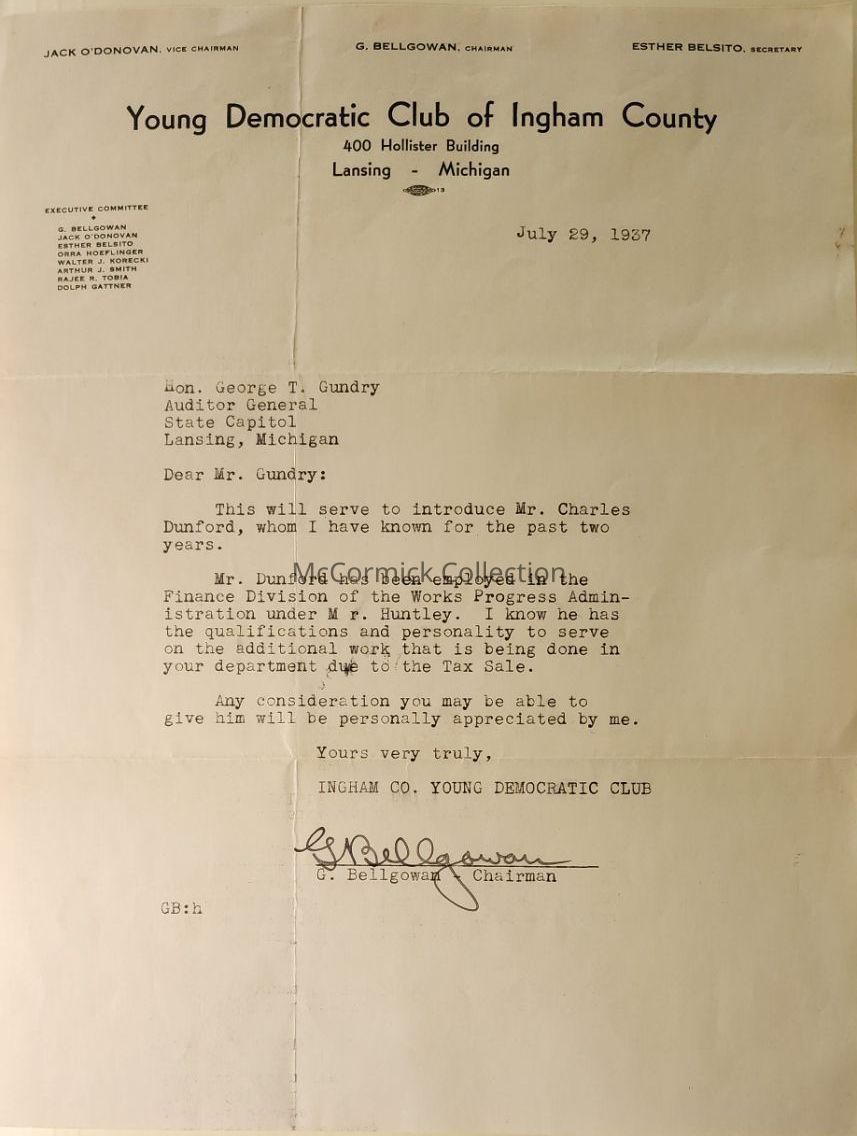 JACK O'DONOVAN, VICE CHAIRMAN
G. BELLGOWAN, CHAIRMAN
ESTHER BELSITO, SECRETARY
Young Democratic Club of Ingham County
400 Hollister Building
Lansing - Michigan
13
EXECUTIVE COMMITTEE
G. BELLGOWAN
JACK O'DONOVAN
ESTHER BELSITO
ORRA HOEFLINGER
WALTER J. KORECKI
ARTHUR J. SMITH
RAJEE R. TOBIA
DOLPH GATTNER
July 29, 1937
Hon. George T. Gundry
Auditor General
State Capitol
Lansing, Michigan
Dear Mr. Gundry:
This will serve to introduce Mr. Charles
Dunford, whom I have known for the past two
years.
Mr. Dunford has been employed in the
McCormick Collection
Finance Division of the Works Progress Admin-
istration under M r. Huntley. I know he has
the qualifications and personality to serve
on the additional work that is being done in
your department due to the Tax Sale.
Any consideration you may be able to
give him will be personally appreciated by me.
Yours very truly,
INGHAM CO. YOUNG DEMOCRATIC CLUB
G Bellgowan
G. Bellgowan - Chairman
GB:h